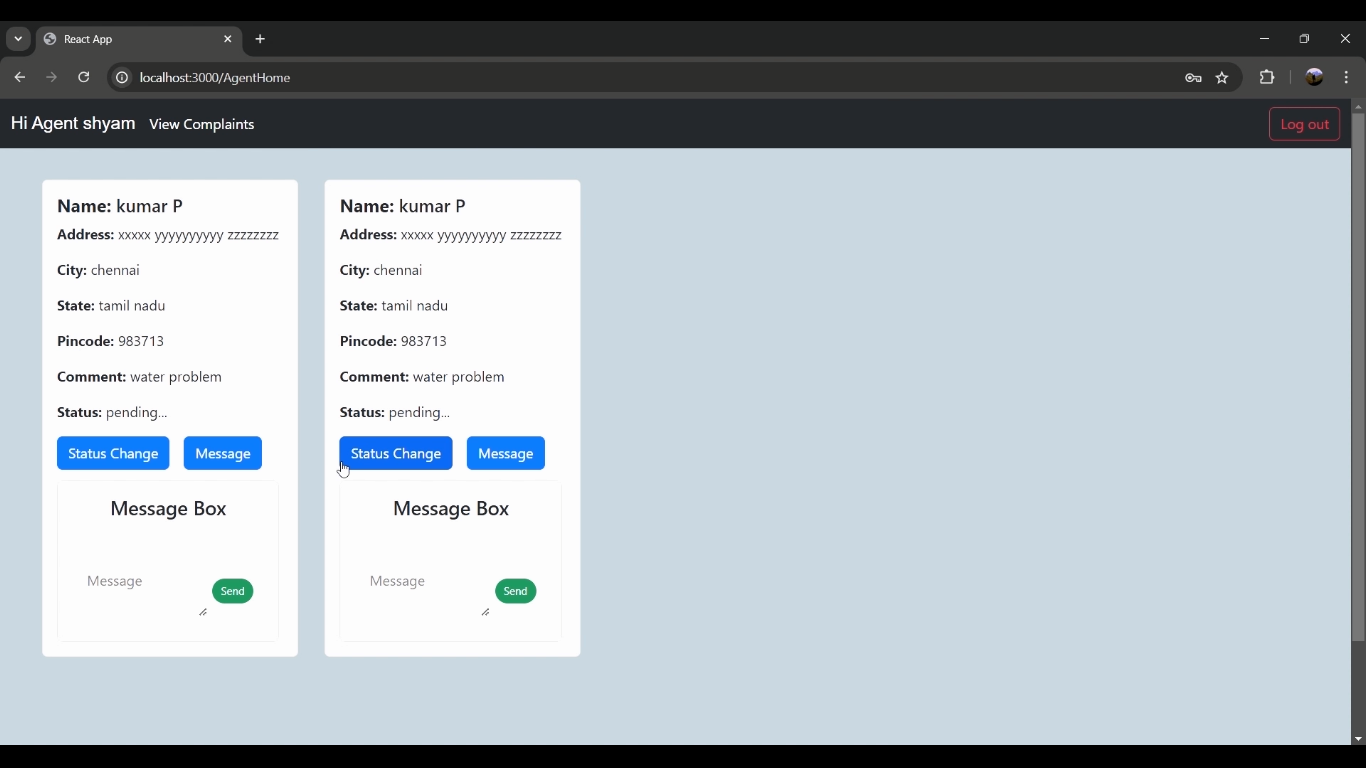 React App
localhost:3000/AgentHome
Hi Agent shyam View Complaints Log out
Name: kumar P
Address: xxxxx yyyyyyyyyy zzzzzzzz
City: chennai
State: tamil nadu
Pincode: 983713
Comment: water problem
Status: pending...
Status Change Message
Message Box
Message
Send
Name: kumar P
Address: xxxxx yyyyyyyyyy zzzzzzzz
City: chennai
State: tamil nadu
Pincode: 983713
Comment: water problem
Status: pending...
Status Change Message
Message Box
Message
Send